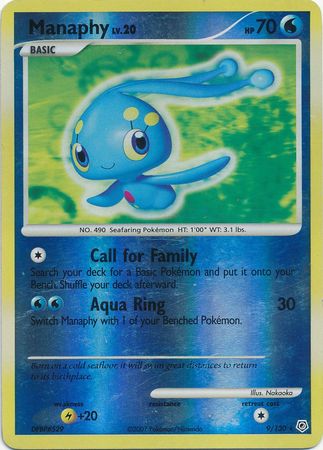 Manaphy LV.20 HP 70
BASIC
NO. 490 Seafaring Pokémon HT: 1'00" WT: 3.1 lbs.
Call for Family
Search your deck for a Basic Pokémon and put it onto your
Bench. Shuffle your deck afterward.
Aqua Ring 30
Switch Manaphy with 1 of your Benched Pokémon.
Born on a cold seafloor, it will swim great distances to return
to its birthplace.
Illus. Nakaoka
weakness resistance retreat cost
+20
DPBP#529 ©2007 Pokémon/Nintendo 9/130 ★